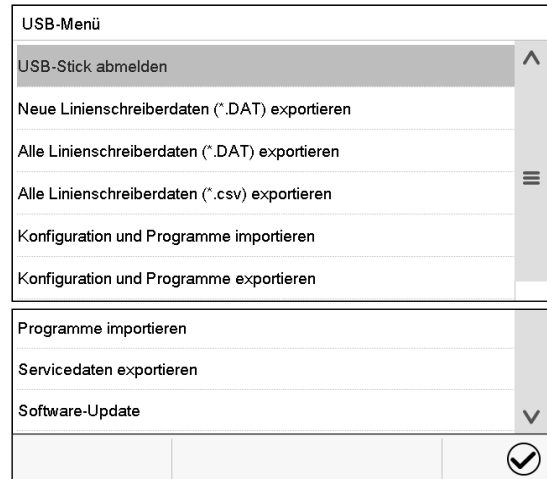 USB-Menü
USB-Stick abmelden
Neue Linienschreiberdaten (*.DAT) exportieren
Alle Linienschreiberdaten (*.DAT) exportieren
Alle Linienschreiberdaten (*.csv) exportieren
Konfiguration und Programme importieren
Konfiguration und Programme exportieren
Programme importieren
Servicedaten exportieren
Software-Update